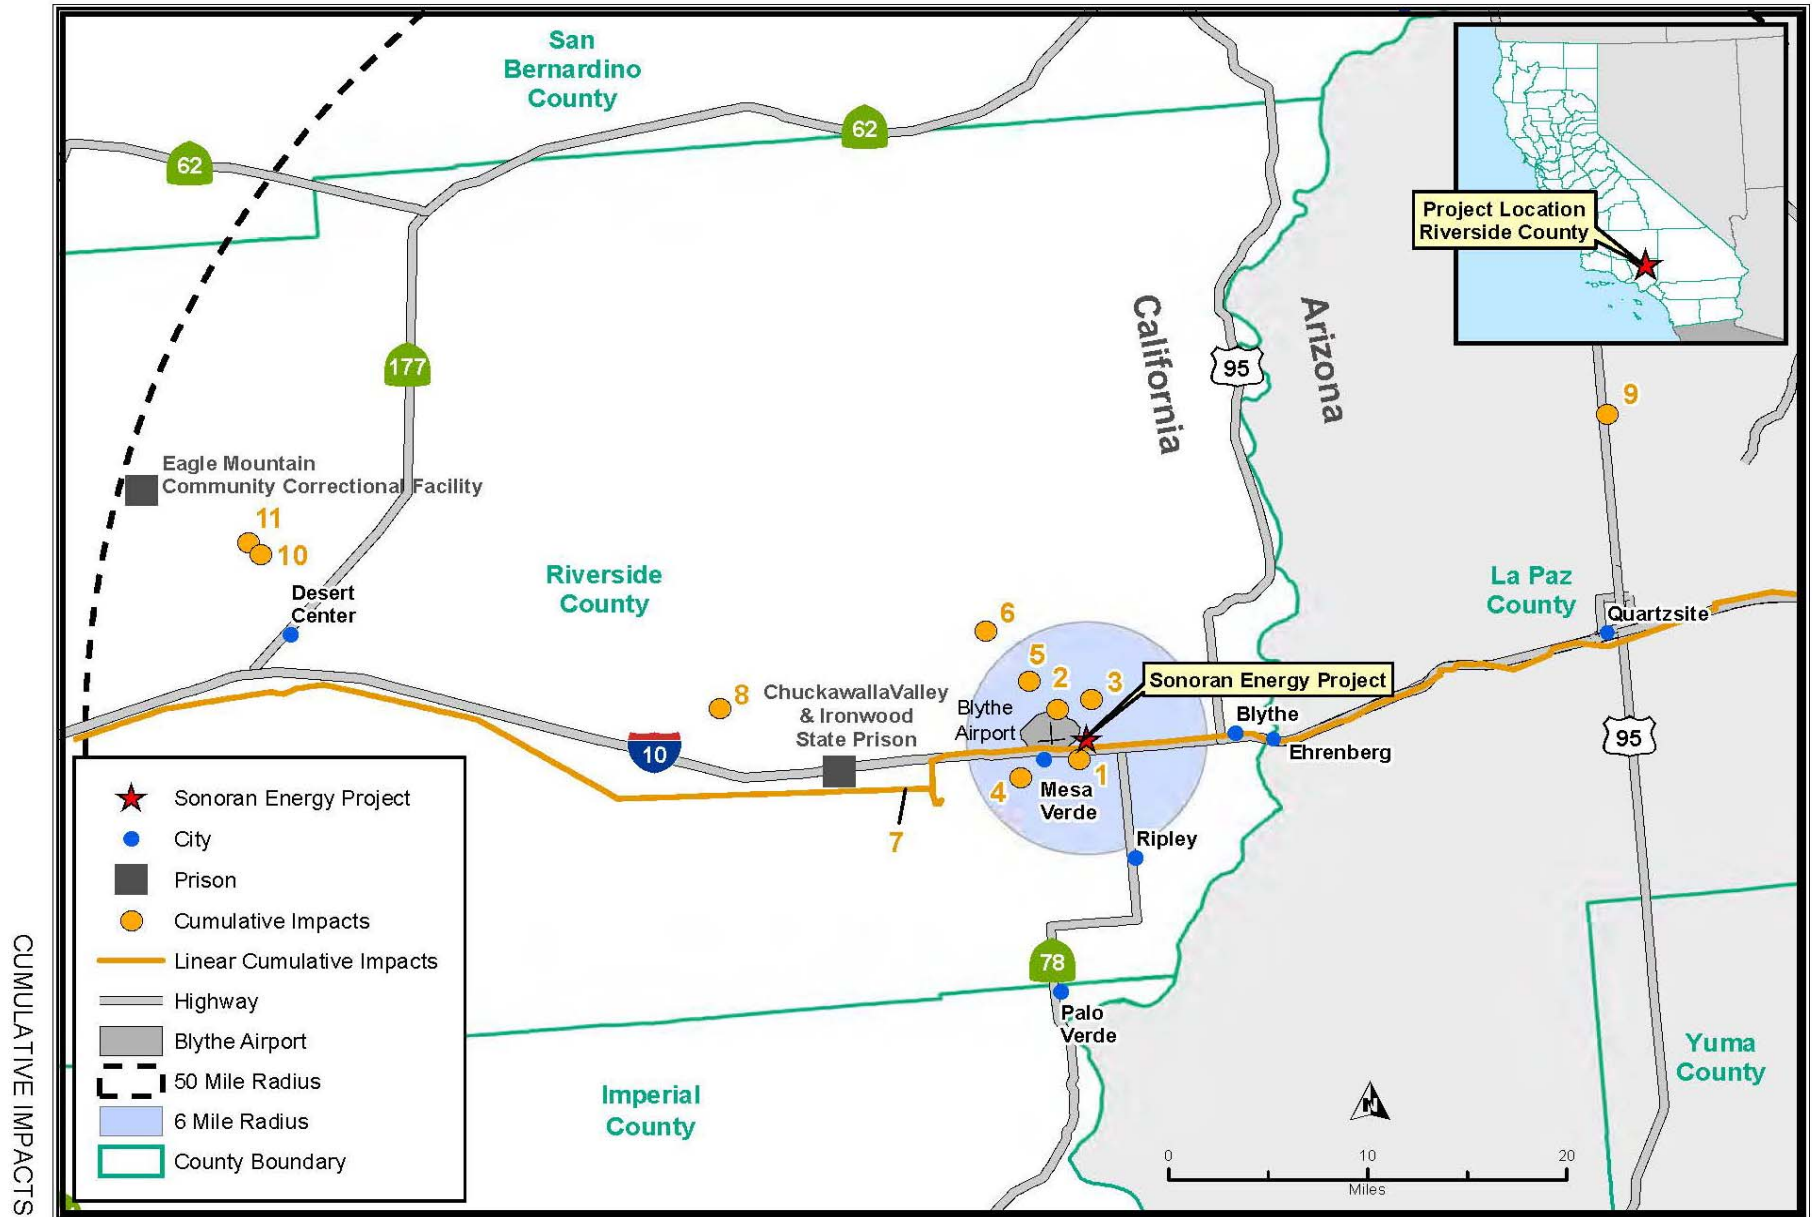 San
Bernardino
County
62
62
Project Location
Riverside County
177
California
Arizona
95
9
Eagle Mountain
Community Correctional Facility
11
10
Desert
Center
Riverside
County
La Paz
County
Quartzsite
6
5
2
3
Sonoran Energy Project
8
ChuckawallaValley
& Ironwood
State Prison
Blythe
Airport
Blythe
Ehrenberg
95
10
4
1
Mesa
Verde
7
Ripley
78
Palo
Verde
Imperial
County
Yuma
County
N
0 10 20
Miles
Sonoran Energy Project
City
Prison
Cumulative Impacts
Linear Cumulative Impacts
Highway
Blythe Airport
50 Mile Radius
6 Mile Radius
County Boundary
CUMULATIVE IMPACTS